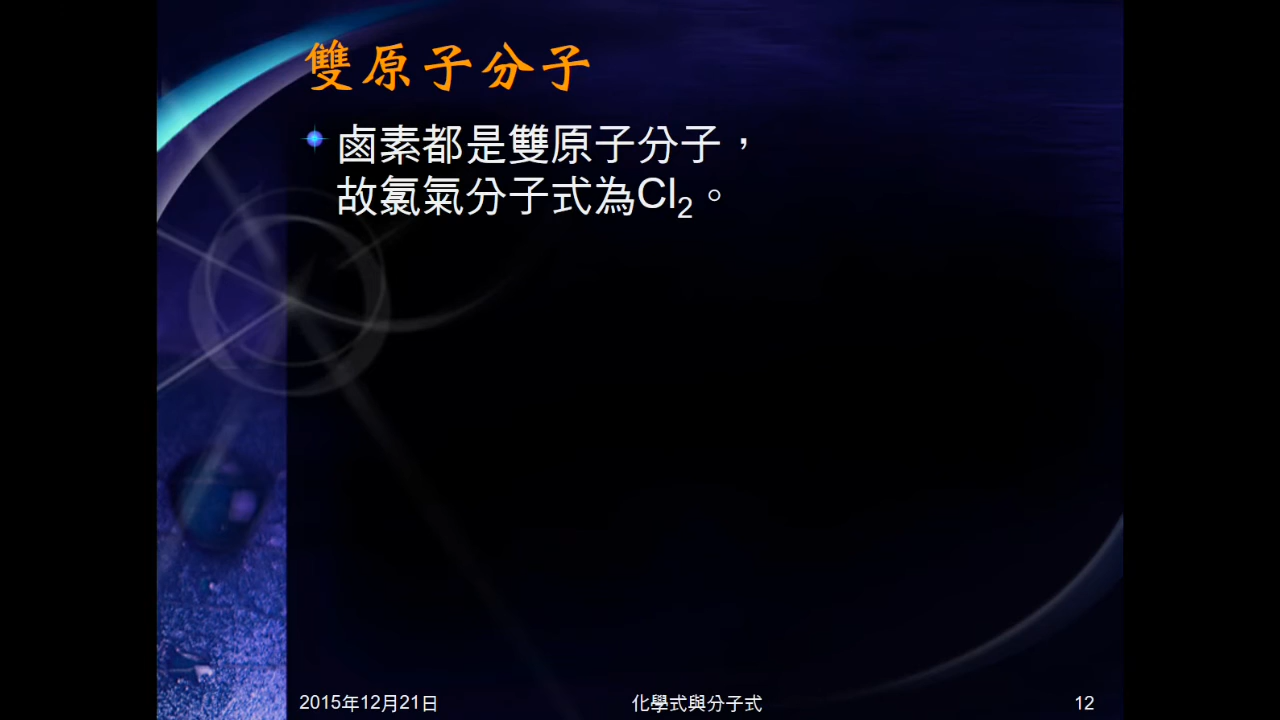 雙原子分子
鹵素都是雙原子分子，
故氯氣分子式為Cl₂。
2015年12月21日
化學式與分子式
12